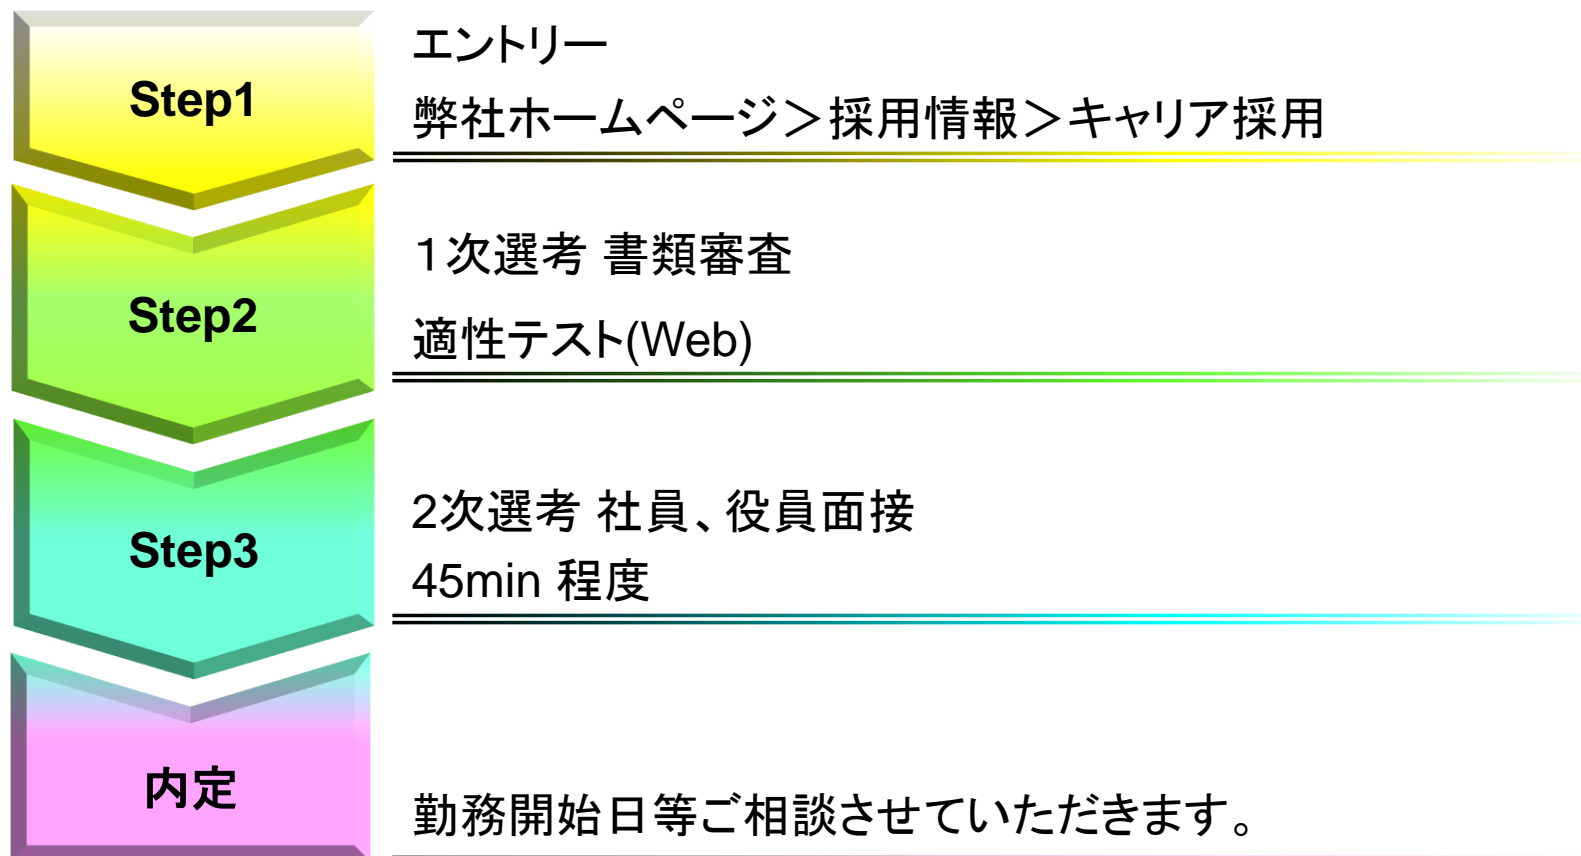 Step1
エントリー
弊社ホームページ＞採用情報＞キャリア採用
Step2
１次選考 書類審査
適性テスト(Web)
Step3
2次選考 社員、役員面接
45min 程度
内定
勤務開始日等ご相談させていただきます。